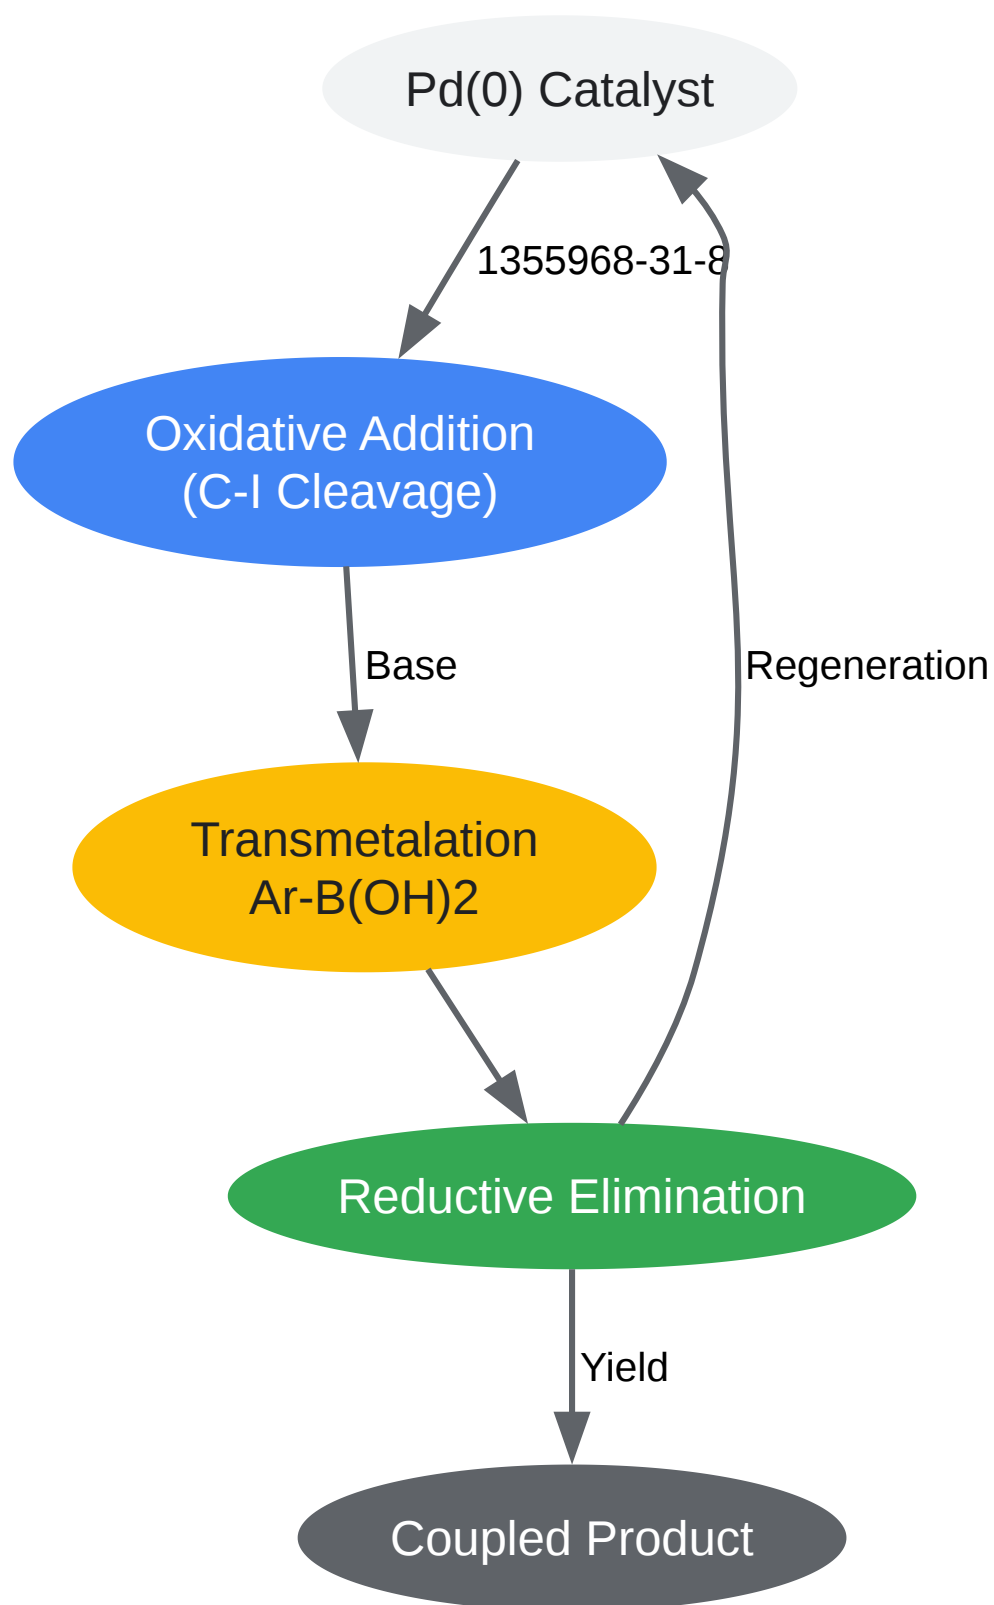 Pd(0) Catalyst
1355968-31-8
Oxidative Addition
(C-I Cleavage)
Base
Regeneration
Transmetalation
Ar-B(OH)2
Reductive Elimination
Yield
Coupled Product